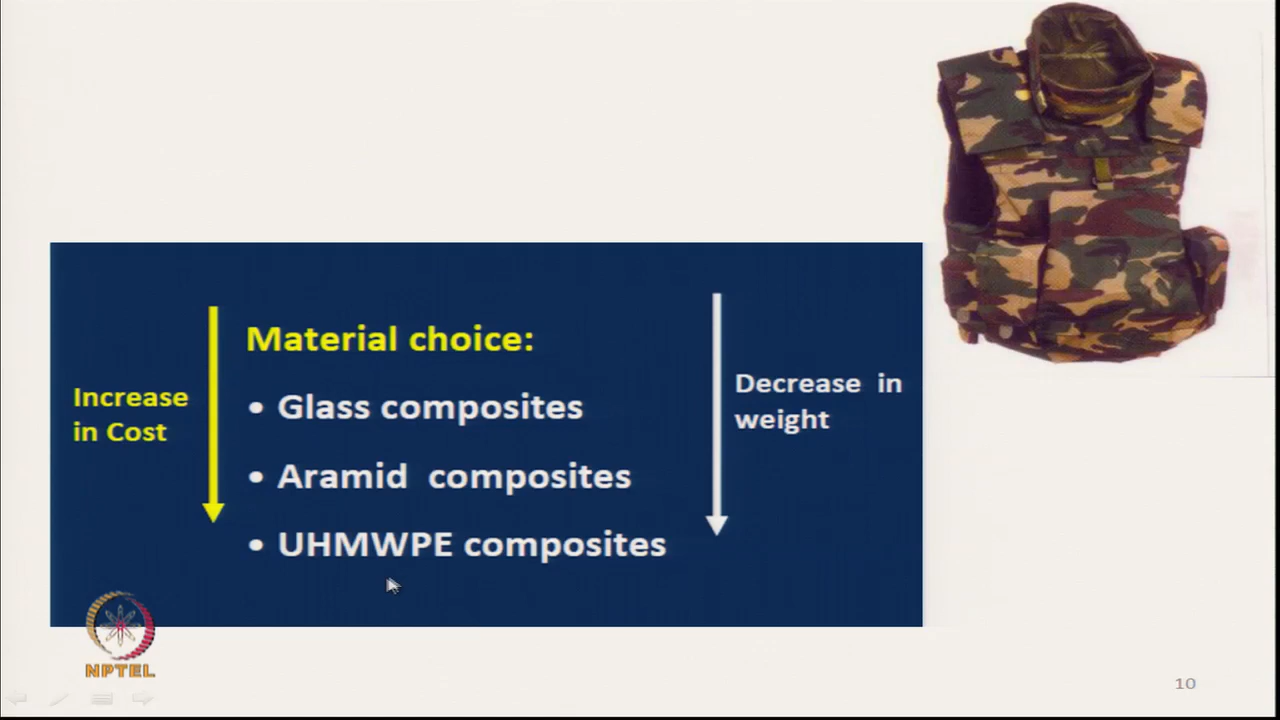 Material choice:
Increase
in Cost
• Glass composites
• Aramid composites
• UHMWPE composites
Decrease in
weight
NPTEL
10